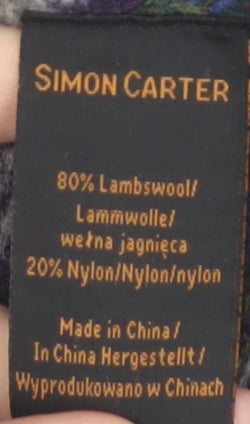 SIMON CARTER
80% Lambswool/
Lammwolle/
wełna jagnięca
20% Nylon/Nylon/nylon
Made in China/
In China Hergestellt/
Wyprodukowano w Chinach